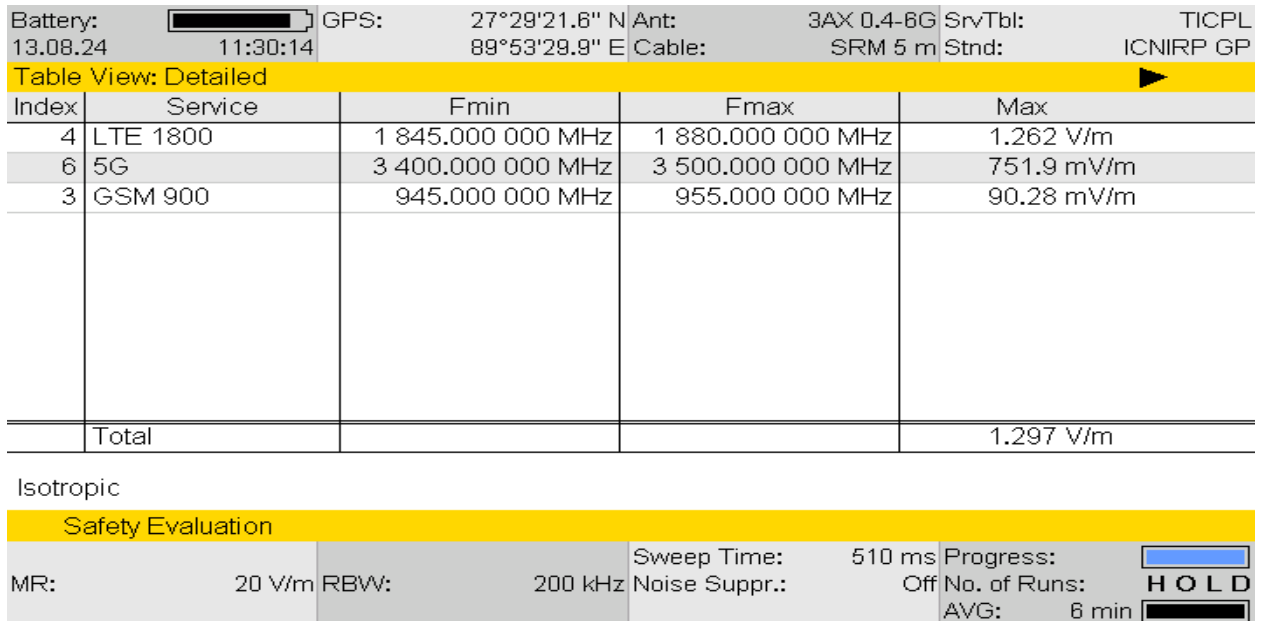 Battery: GPS: 27°29'21.6" N Ant: 3AX 0.4-6G SrvTbl: TICPL
13.08.24 11:30:14 89°53'29.9" E Cable: SRM 5 m Stnd: ICNIRP GP
Table View: Detailed
Index Service Fmin Fmax Max
4 LTE 1800 1 845.000 000 MHz 1 880.000 000 MHz 1.262 V/m
6 5G 3 400.000 000 MHz 3 500.000 000 MHz 751.9 mV/m
3 GSM 900 945.000 000 MHz 955.000 000 MHz 90.28 mV/m
Total 1.297 V/m
Isotropic
Safety Evaluation
Sweep Time: 510 ms Progress:
MR: 20 V/m RBW: 200 kHz Noise Suppr.: Off No. of Runs: HOLD
AVG: 6 min